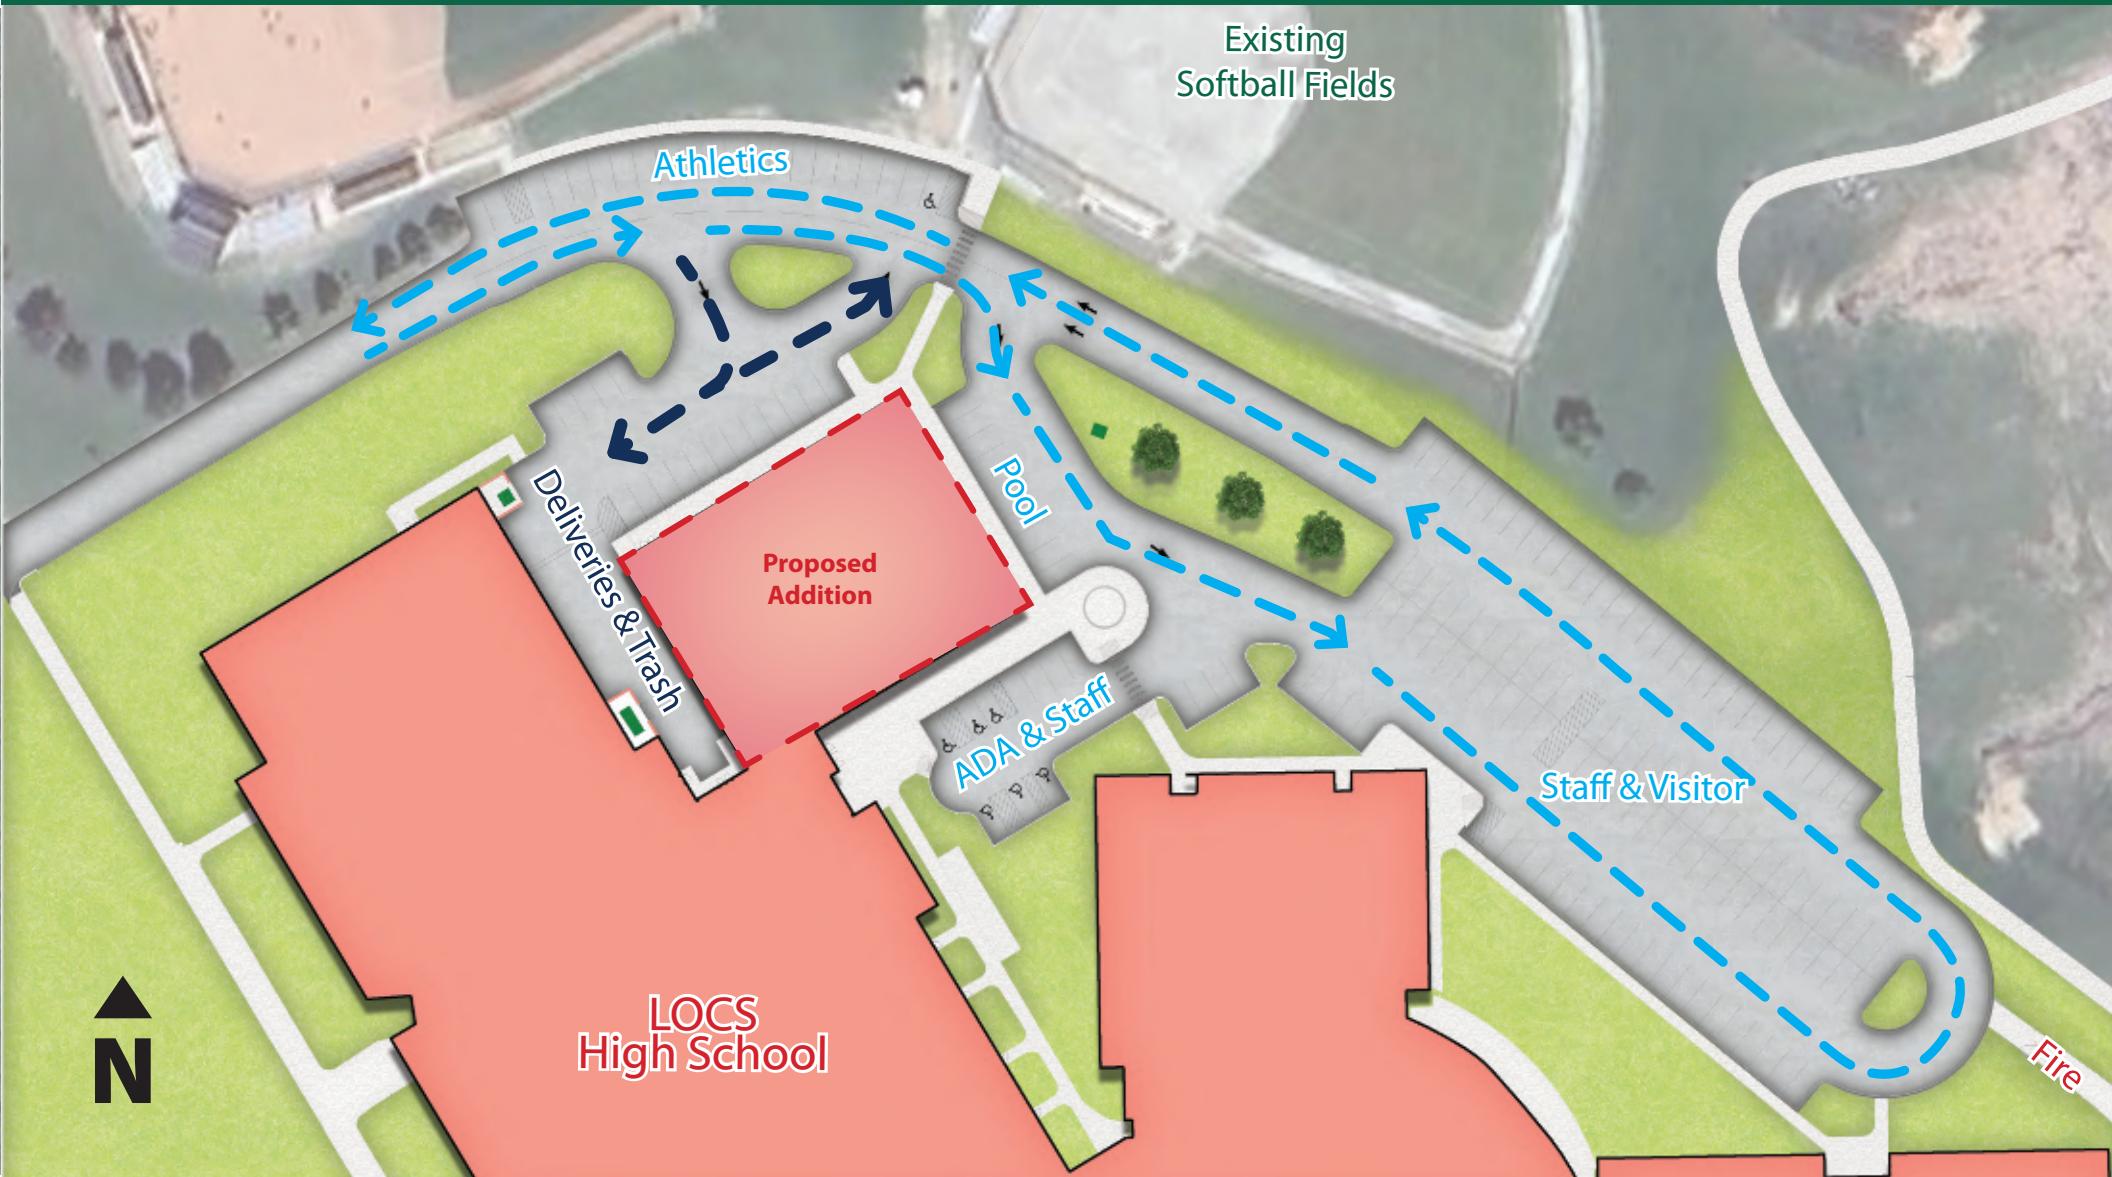 Existing
Softball Fields
Athletics
Pool
Deliveries & Trash
Proposed
Addition
ADA & Staff
Staff & Visitor
LOCS
High School
N
Fire